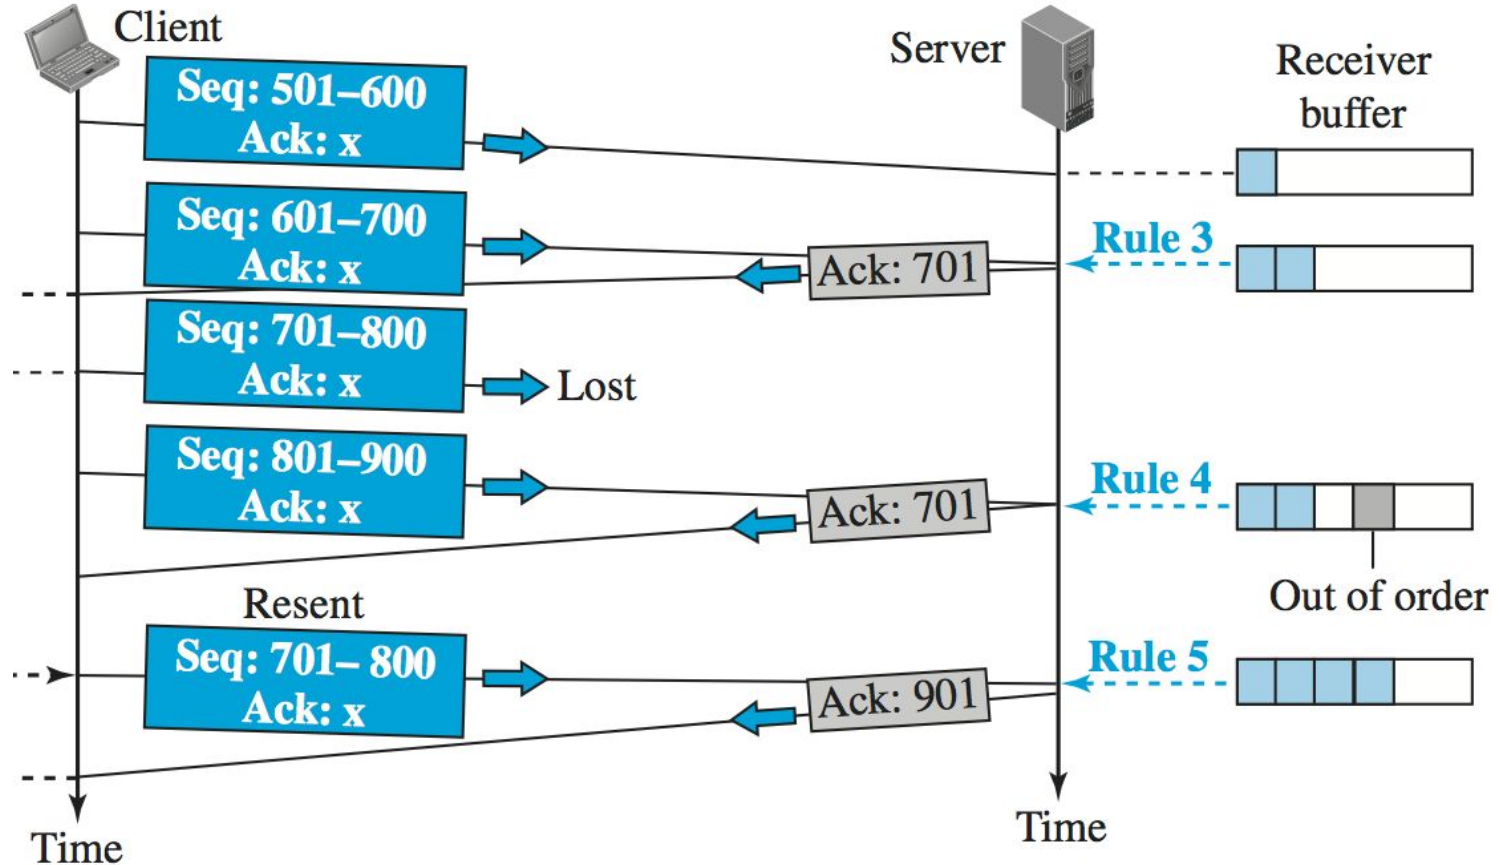 Client
Server
Receiver
buffer
Seq: 501–600
Ack: x
Seq: 601–700
Ack: x
Rule 3
Ack: 701
Seq: 701–800
Ack: x
Lost
Seq: 801–900
Ack: x
Rule 4
Ack: 701
Out of order
Resent
Seq: 701– 800
Ack: x
Rule 5
Ack: 901
Time
Time